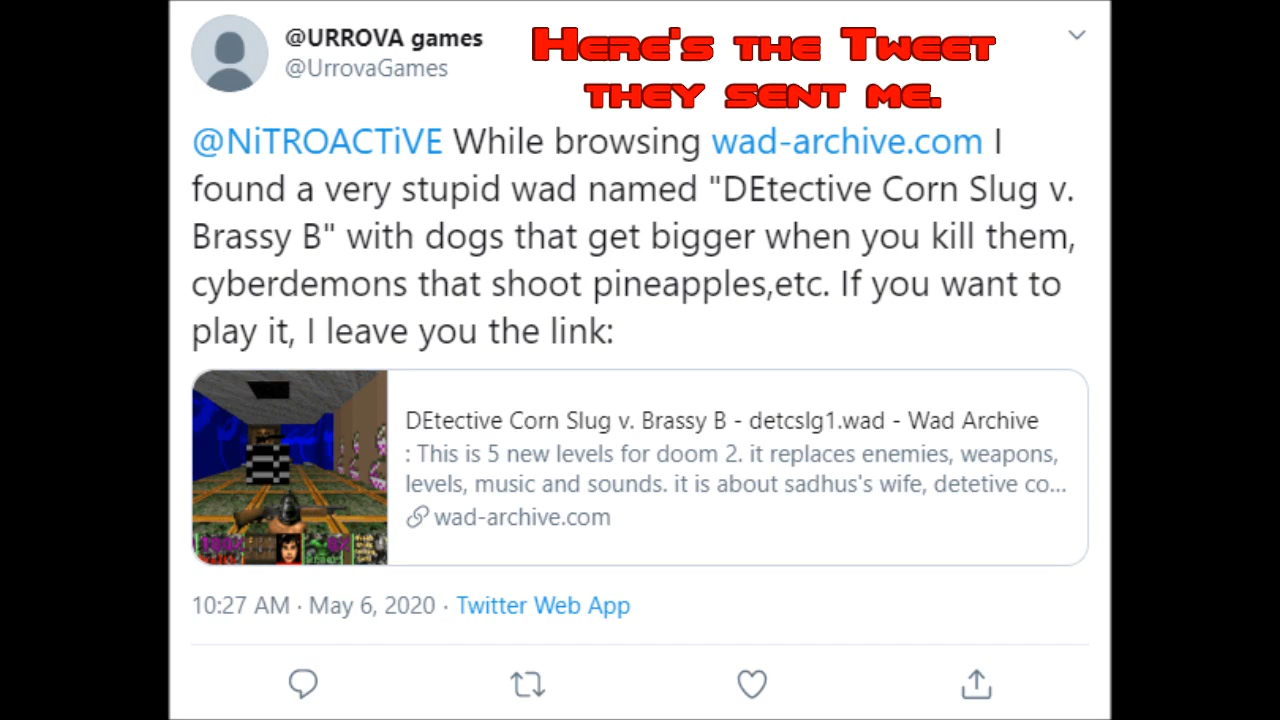 @URROVA games
@UrrovaGames
Here's the Tweet
they sent me.
@NiTROACTiVE While browsing wad-archive.com I
found a very stupid wad named "DEtective Corn Slug v.
Brassy B" with dogs that get bigger when you kill them,
cyberdemons that shoot pineapples,etc. If you want to
play it, I leave you the link:
DEtective Corn Slug v. Brassy B - detcslg1.wad - Wad Archive
: This is 5 new levels for doom 2. it replaces enemies, weapons,
levels, music and sounds. it is about sadhus's wife, detetive co...
wad-archive.com
10:27 AM · May 6, 2020 · Twitter Web App